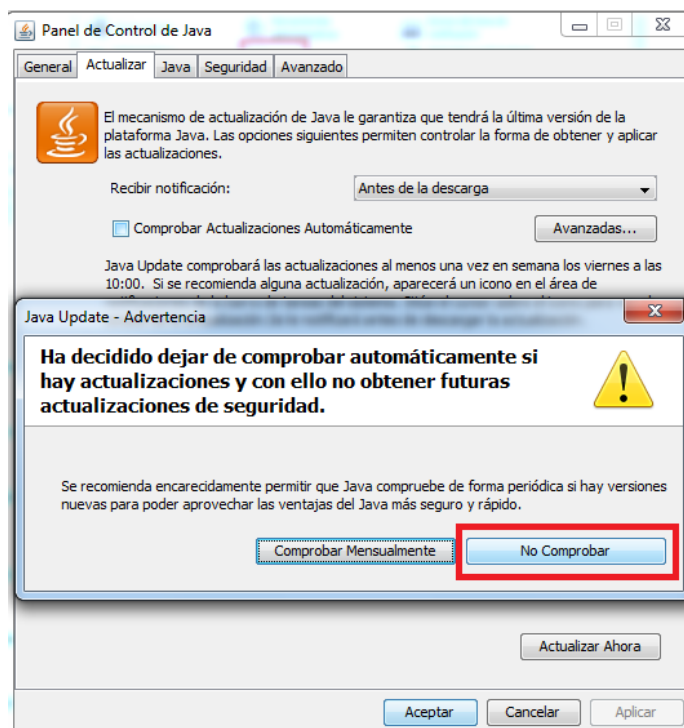 Panel de Control de Java
General Actualizar Java Seguridad Avanzado
El mecanismo de actualización de Java le garantiza que tendrá la última versión de la
plataforma Java. Las opciones siguientes permiten controlar la forma de obtener y aplicar
las actualizaciones.
Recibir notificación: Antes de la descarga
Comprobar Actualizaciones Automáticamente Avanzadas...
Java Update comprobará las actualizaciones al menos una vez en semana los viernes a las
10:00. Si se recomienda alguna actualización, aparecerá un icono en el área de
Java Update - Advertencia
Ha decidido dejar de comprobar automáticamente si
hay actualizaciones y con ello no obtener futuras
actualizaciones de seguridad.
Se recomienda encarecidamente permitir que Java compruebe de forma periódica si hay versiones
nuevas para poder aprovechar las ventajas del Java más seguro y rápido.
Comprobar Mensualmente No Comprobar
Actualizar Ahora
Aceptar Cancelar Aplicar